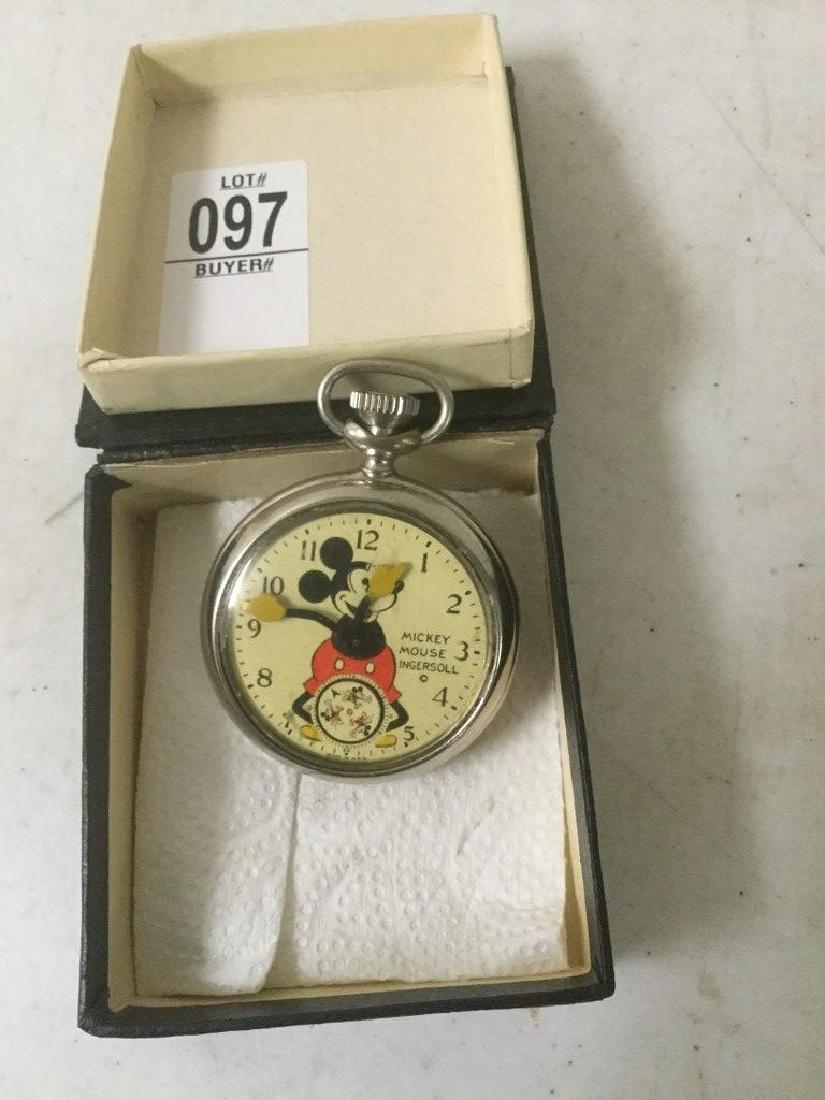 LOT#
097
BUYER#
12
11
1
10
2
9
MICKEY
MOUSE
3
INGERSOLL
8
4
5